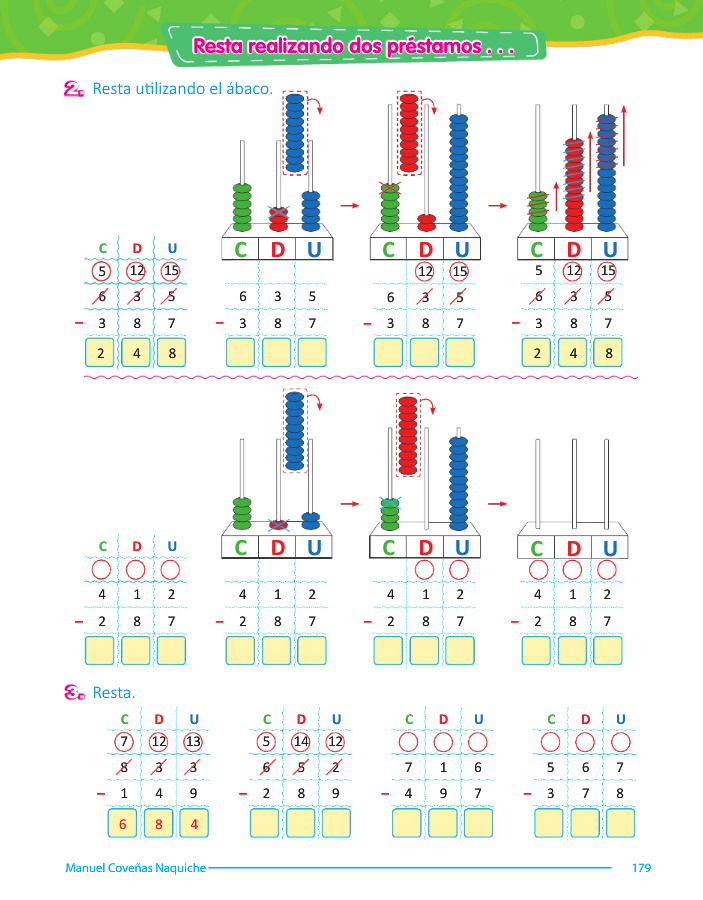 Resta realizando dos préstamos . . .
2. Resta utilizando el ábaco.
C D U
C D U
C D U
C D U
5 12 15
12 15
5 12 15
6 3 5
6 3 5
6 3 5
6 3 5
- 3 8 7
- 3 8 7
- 3 8 7
- 3 8 7
2 4 8
2 4 8
C D U
C D U
C D U
C D U
4 1 2
4 1 2
4 1 2
4 1 2
- 2 8 7
- 2 8 7
- 2 8 7
- 2 8 7
3. Resta.
C D U
C D U
C D U
C D U
7 12 13
5 14 12
8 3 3
6 5 2
7 1 6
5 6 7
- 1 4 9
- 2 8 9
- 4 9 7
- 3 7 8
6 8 4
Manuel Coveñas Naquiche
179